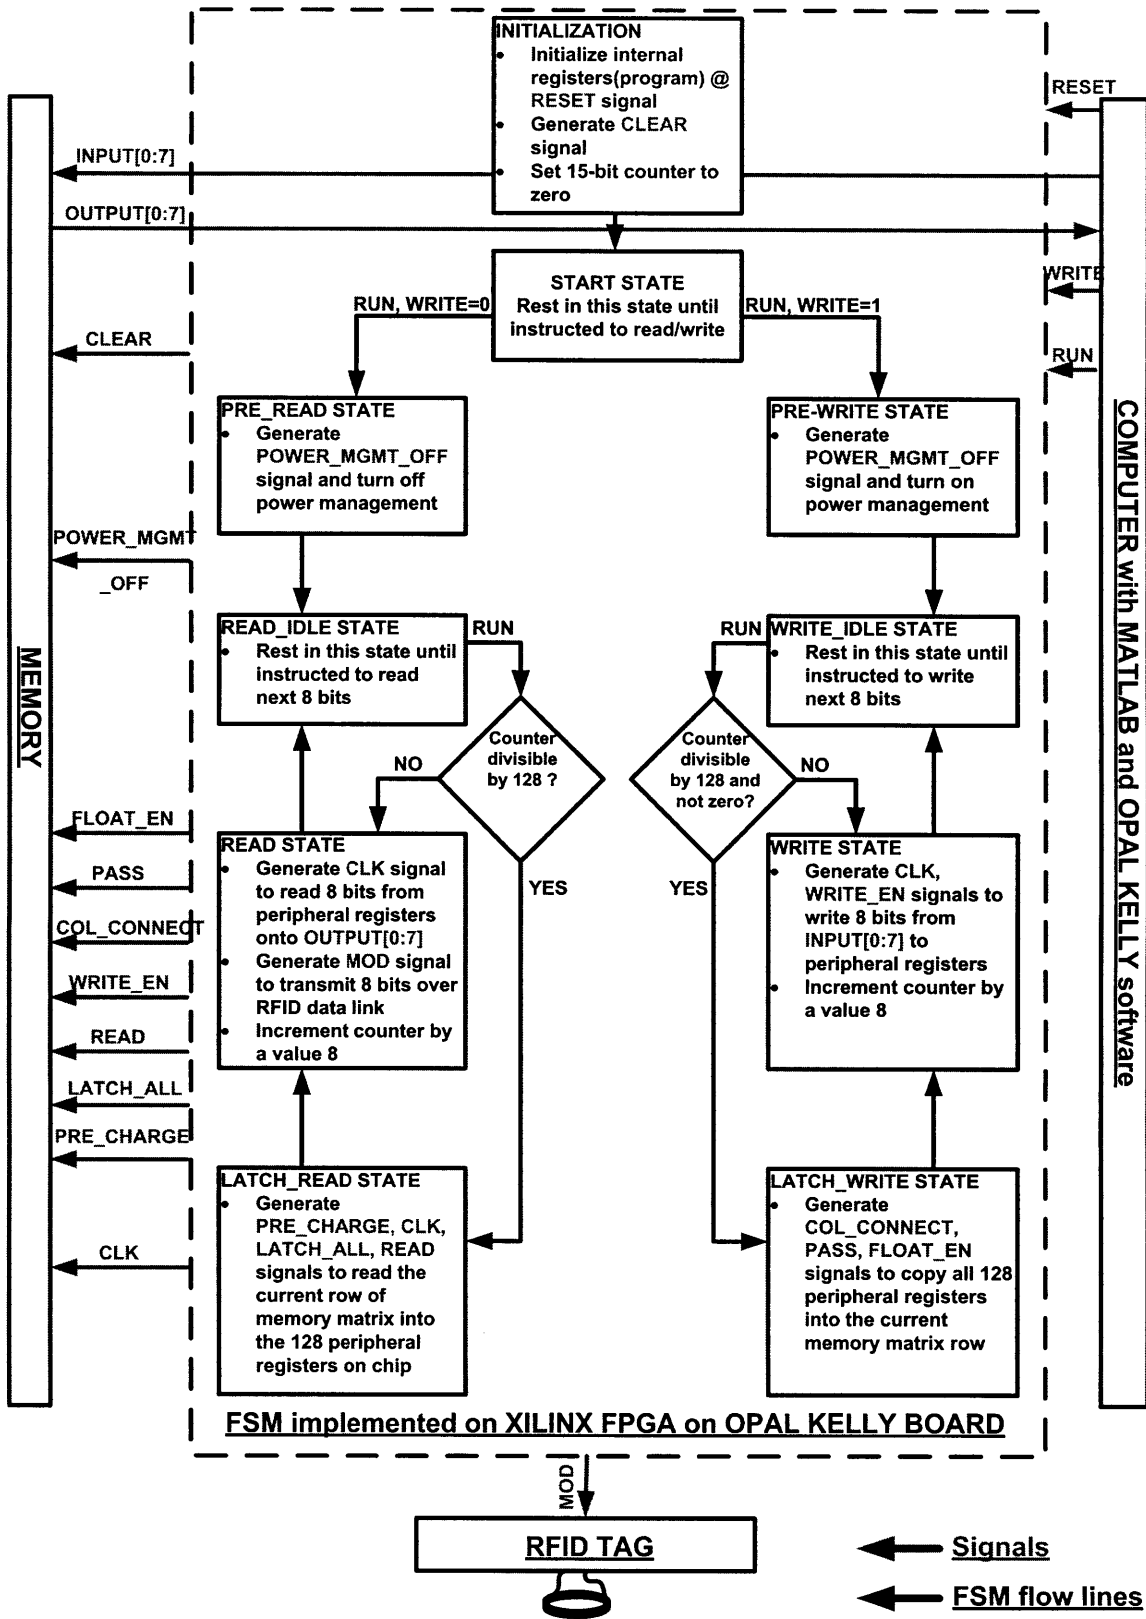 INITIALIZATION
• Initialize internal
registers(program) @
RESET signal
• Generate CLEAR
signal
• Set 15-bit counter to
zero
RESET
INPUT[0:7]
OUTPUT[0:7]
WRITE
RUN
CLEAR
START STATE
Rest in this state until
instructed to read/write
RUN, WRITE=0
RUN, WRITE=1
PRE_READ STATE
• Generate
POWER_MGMT_OFF
signal and turn off
power management
PRE-WRITE STATE
• Generate
POWER_MGMT_OFF
signal and turn on
power management
POWER_MGMT
_OFF
READ_IDLE STATE
• Rest in this state until
instructed to read
next 8 bits
RUN
RUN
WRITE_IDLE STATE
• Rest in this state until
instructed to write
next 8 bits
MEMORY
COMPUTER with MATLAB and OPAL KELLY software
Counter
divisible
by 128 ?
NO
YES
Counter
divisible
by 128 and
not zero?
NO
YES
FLOAT_EN
PASS
COL_CONNECT
WRITE_EN
READ
LATCH_ALL
PRE_CHARGE
CLK
READ STATE
• Generate CLK signal
to read 8 bits from
peripheral registers
onto OUTPUT[0:7]
• Generate MOD signal
to transmit 8 bits over
RFID data link
• Increment counter by
a value 8
WRITE STATE
• Generate CLK,
WRITE_EN signals to
write 8 bits from
INPUT[0:7] to
peripheral registers
• Increment counter by
a value 8
LATCH_READ STATE
• Generate
PRE_CHARGE, CLK,
LATCH_ALL, READ
signals to read the
current row of
memory matrix into
the 128 peripheral
registers on chip
LATCH_WRITE STATE
• Generate
COL_CONNECT,
PASS, FLOAT_EN
signals to copy all 128
peripheral registers
into the current
memory matrix row
FSM implemented on XILINX FPGA on OPAL KELLY BOARD
MOD
RFID TAG
Signals
FSM flow lines